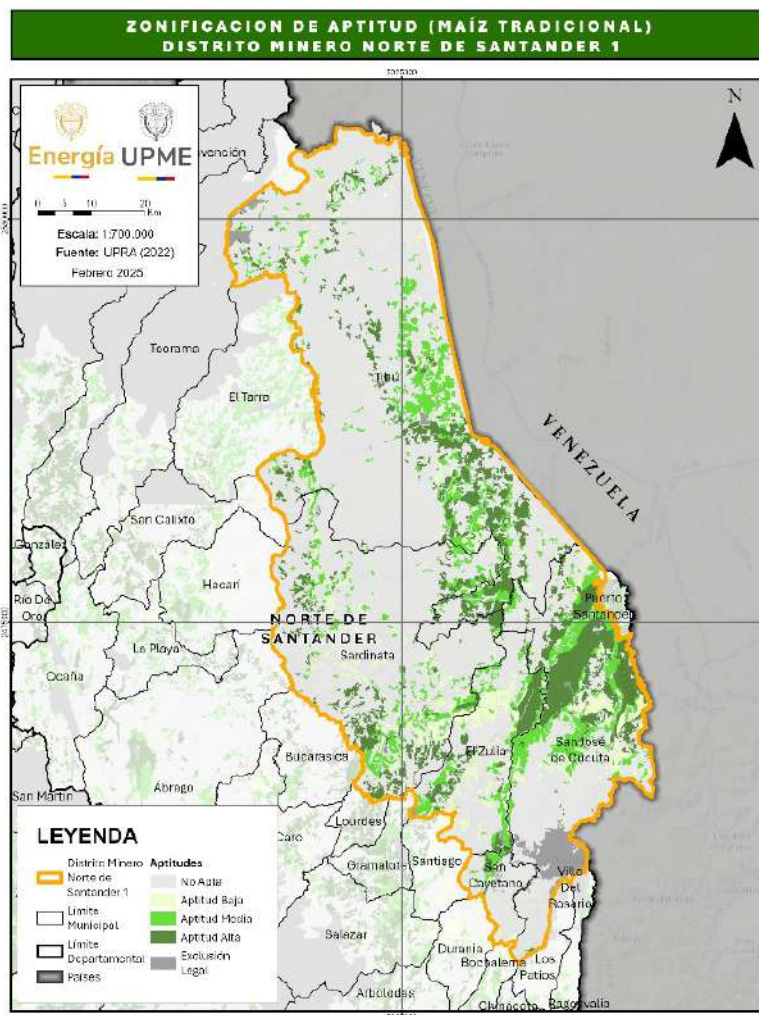 ZONIFICACION DE APTITUD (MAÍZ TRADICIONAL)
DISTRITO MINERO NORTE DE SANTANDER 1
N
Energía UPME
0 5 10 20
Km
Escala: 1:700.000
Fuente: UPRA (2022)
Febrero 2025
Teorama
Tibú
El Tarra
VENEZUELA
San Calixto
González
Hacarí
Río De
Oro
Puerto
Santander
NORTE DE
SANTANDER
La Playa
Sardinata
Ocaña
El Zulia
San José
de Cúcuta
Bucarasica
Ábrego
San Martín
Lourdes
Gramalote
Santiago
San
Cayetano
Villa
Del
Rosario
Salazar
Durania
Bochalema
Los
Patios
Arboledas
Chinácota
Ragonvalia
LEYENDA
Distrito Minero
Norte de
Santander 1
Límite
Municipal
Límite
Departamental
Países
Aptitudes
No Apta
Aptitud Baja
Aptitud Media
Aptitud Alta
Exclusión
Legal